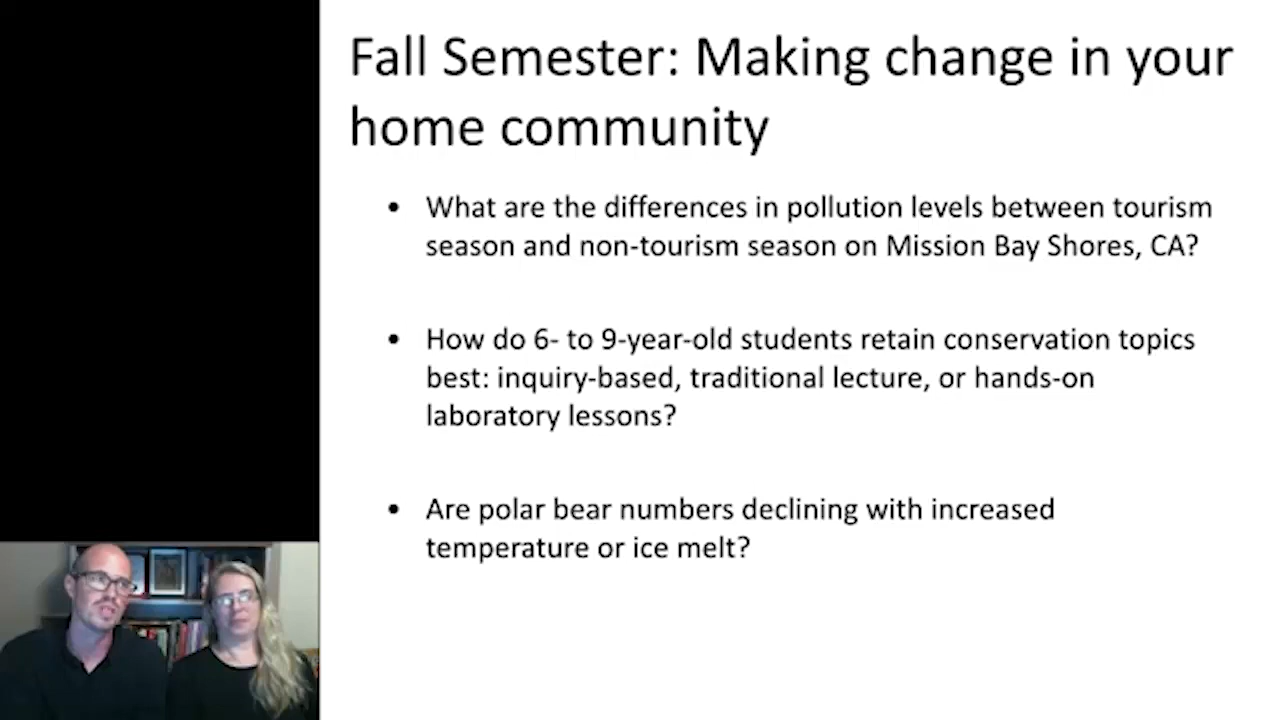 Fall Semester: Making change in your
home community
• What are the differences in pollution levels between tourism
season and non-tourism season on Mission Bay Shores, CA?
• How do 6- to 9-year-old students retain conservation topics
best: inquiry-based, traditional lecture, or hands-on
laboratory lessons?
• Are polar bear numbers declining with increased
temperature or ice melt?